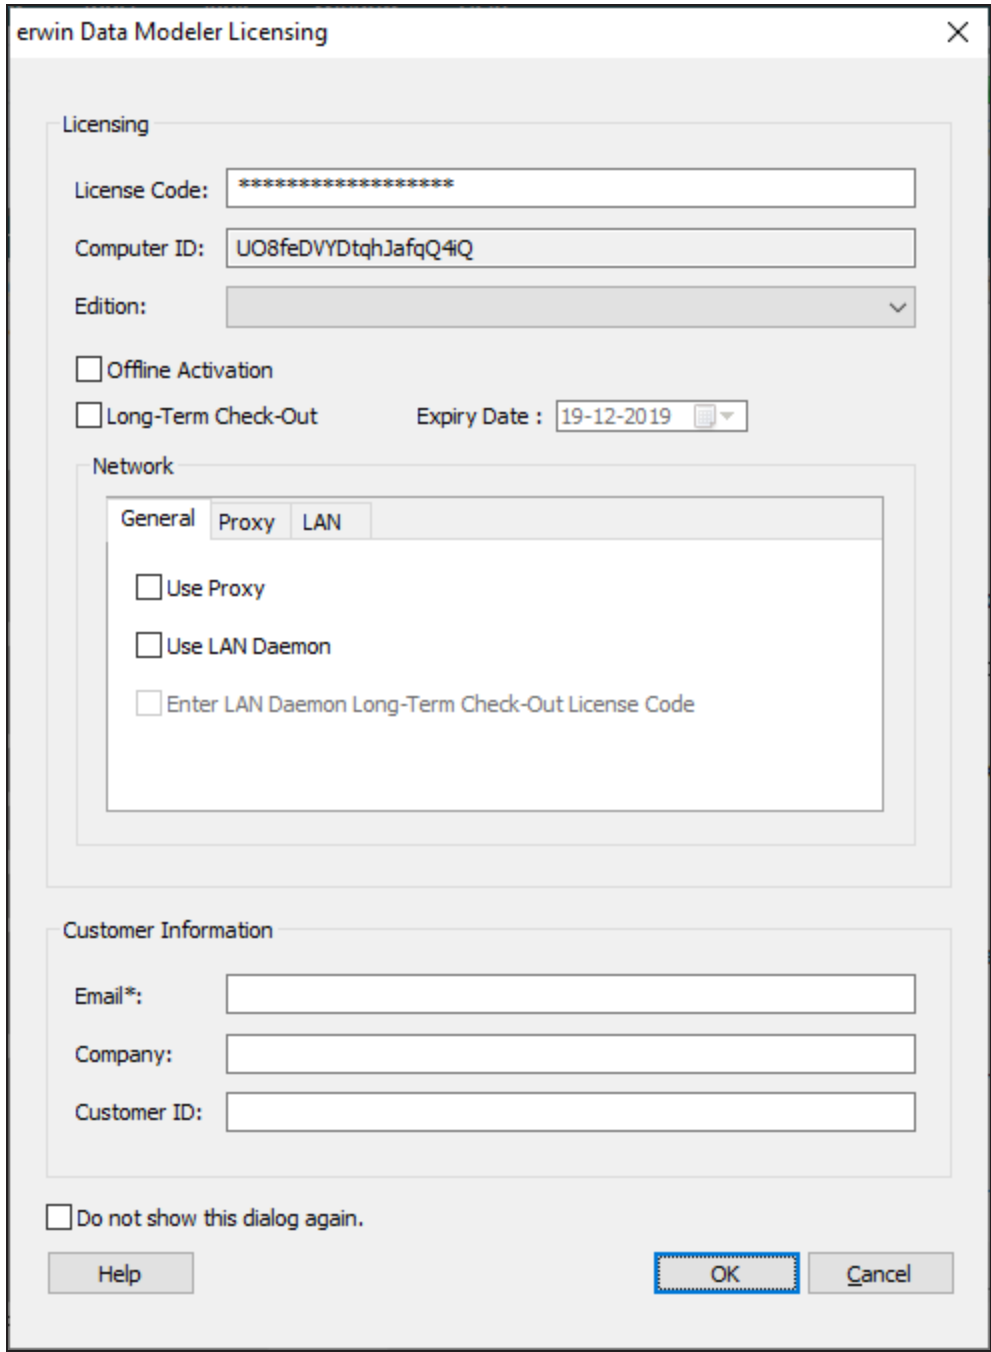 erwin Data Modeler Licensing
Licensing
License Code: ******************
Computer ID: UO8feDVYDtqhJafqQ4iQ
Edition:
Offline Activation
Long-Term Check-Out Expiry Date : 19-12-2019
Network
General Proxy LAN
Use Proxy
Use LAN Daemon
Enter LAN Daemon Long-Term Check-Out License Code
Customer Information
Email*:
Company:
Customer ID:
Do not show this dialog again.
Help OK Cancel